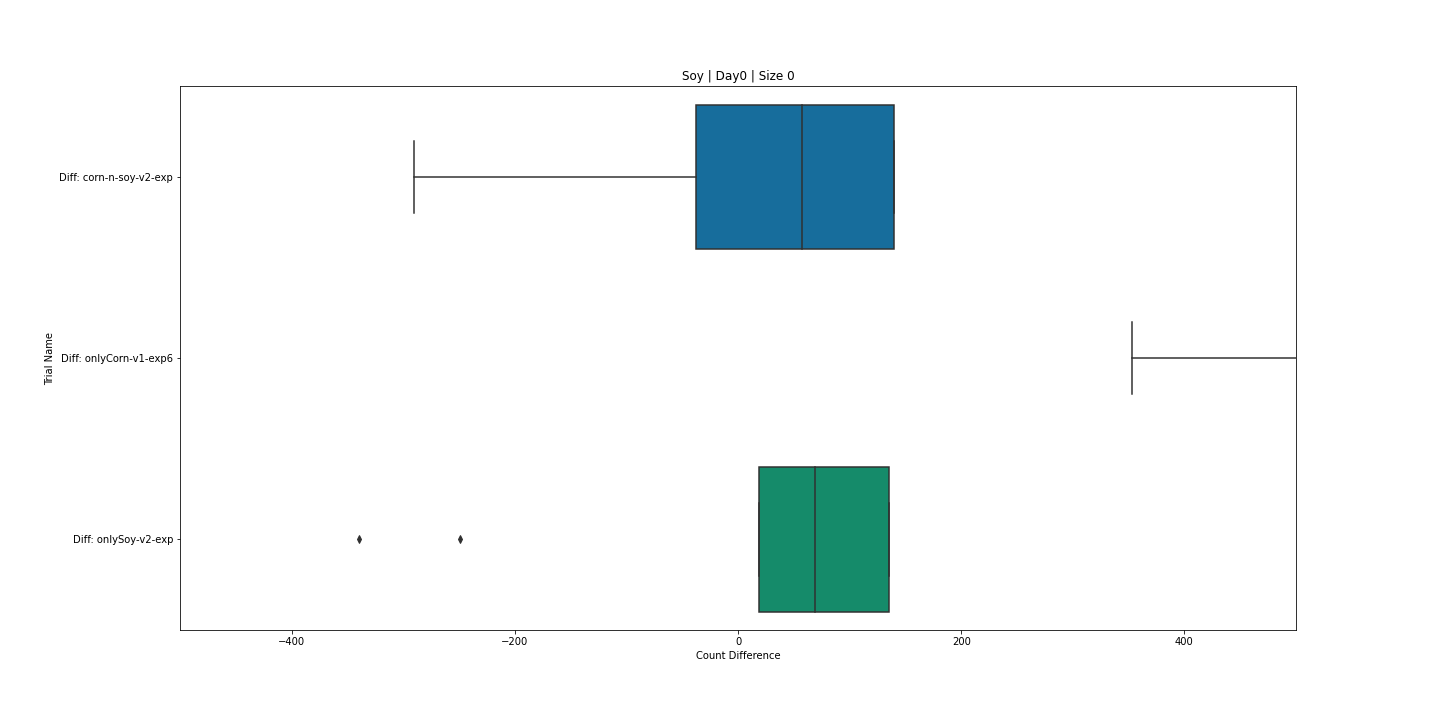 Soy | Day0 | Size 0
Diff: corn-n-soy-v2-exp
Diff: onlyCorn-v1-exp6
Diff: onlySoy-v2-exp
Trial Name
−400
−200
0
200
400
Count Difference